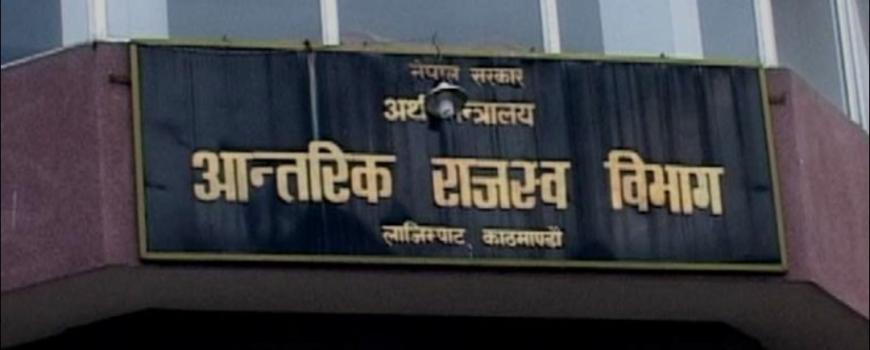 नेपाल सरकार
अर्थ मन्त्रालय
आन्तरिक राजस्व विभाग
लाजिम्पाट, काठमाण्डौ